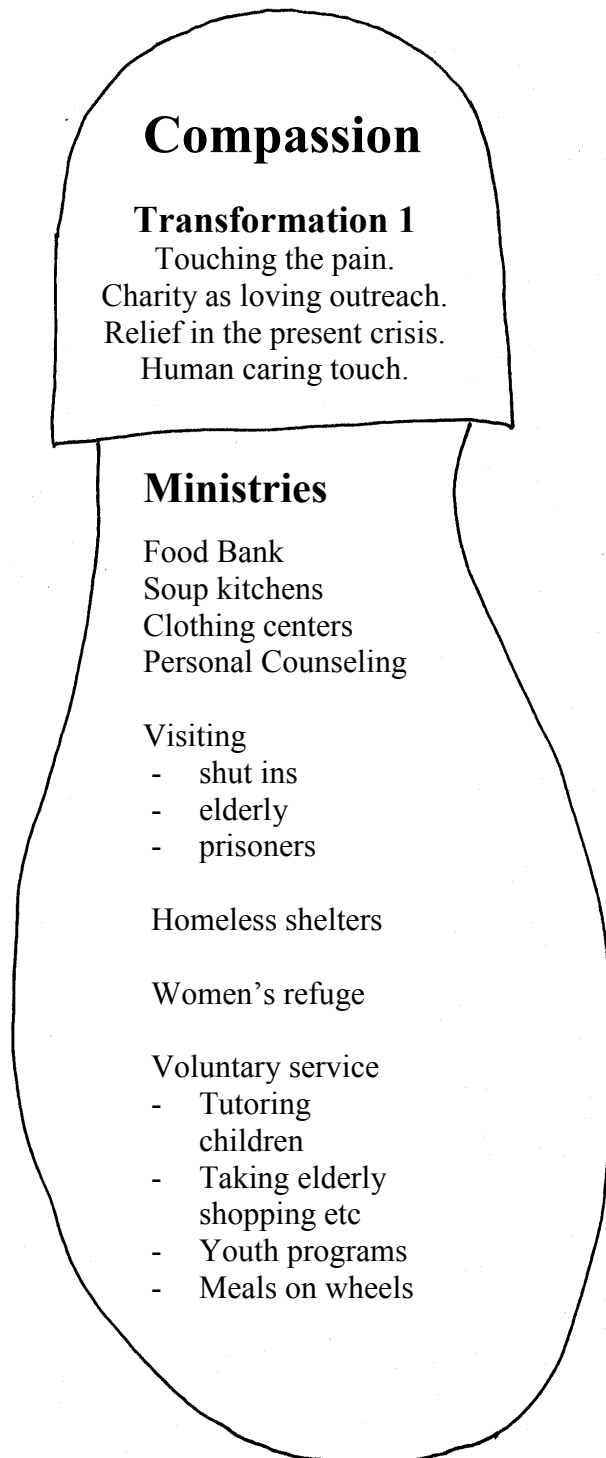 Compassion
Transformation 1
Touching the pain.
Charity as loving outreach.
Relief in the present crisis.
Human caring touch.
Ministries
Food Bank
Soup kitchens
Clothing centers
Personal Counseling
Visiting
- shut ins
- elderly
- prisoners
Homeless shelters
Women’s refuge
Voluntary service
- Tutoring
children
- Taking elderly
shopping etc
- Youth programs
- Meals on wheels